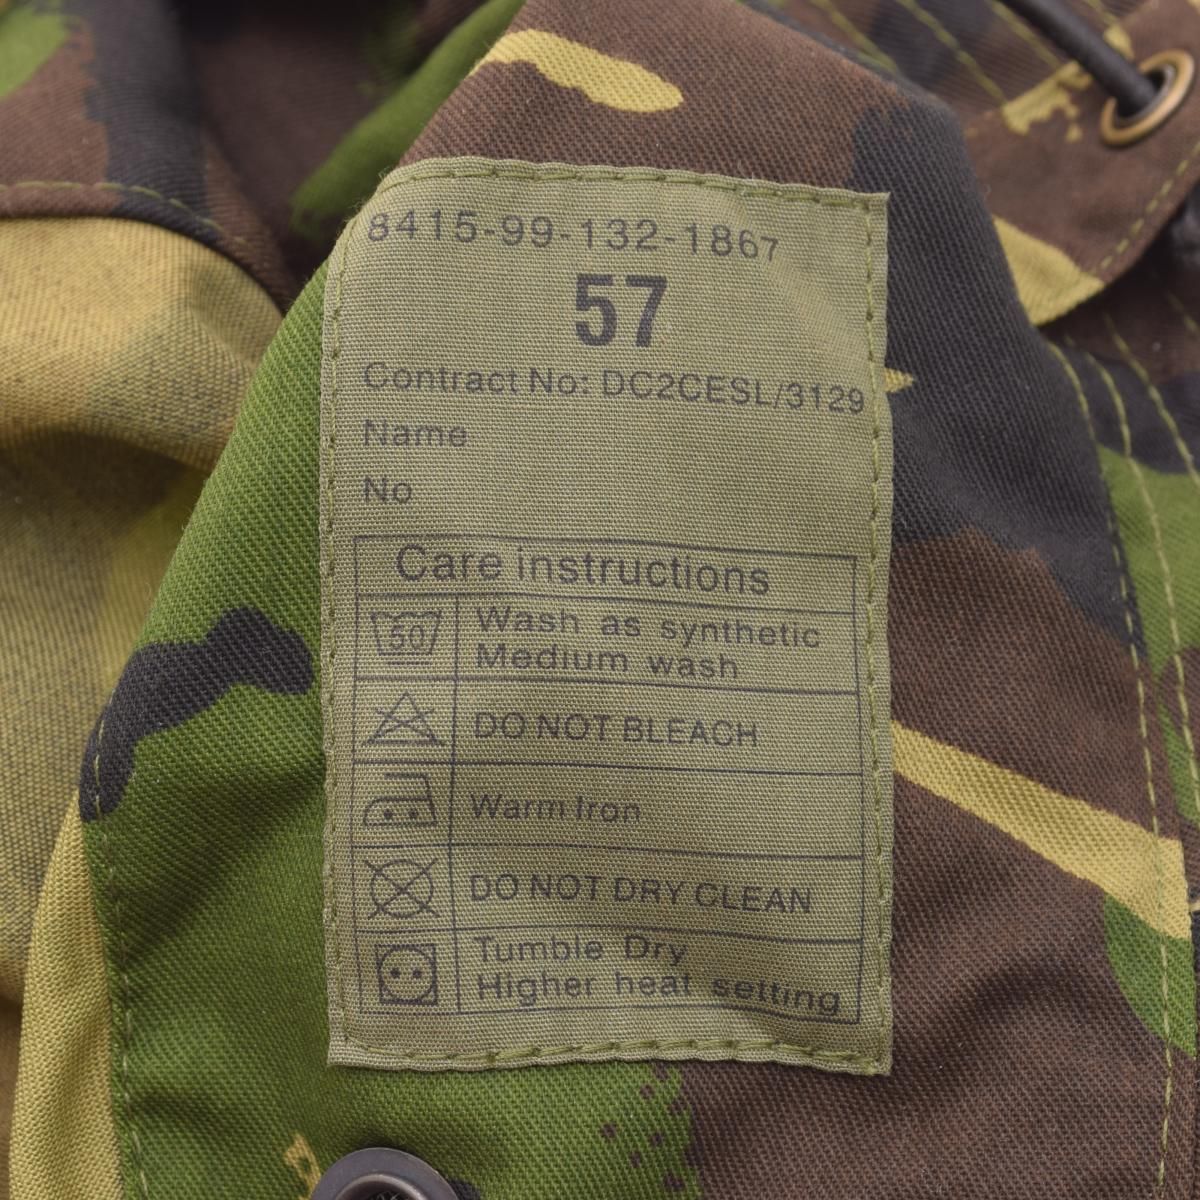 8415-99-132-1867
57
Contract No: DC2CESL/3129
Name
No
Care instructions
50
Wash as synthetic
Medium wash
DO NOT BLEACH
Warm Iron
DO NOT DRY CLEAN
Tumble Dry
Higher heat setting